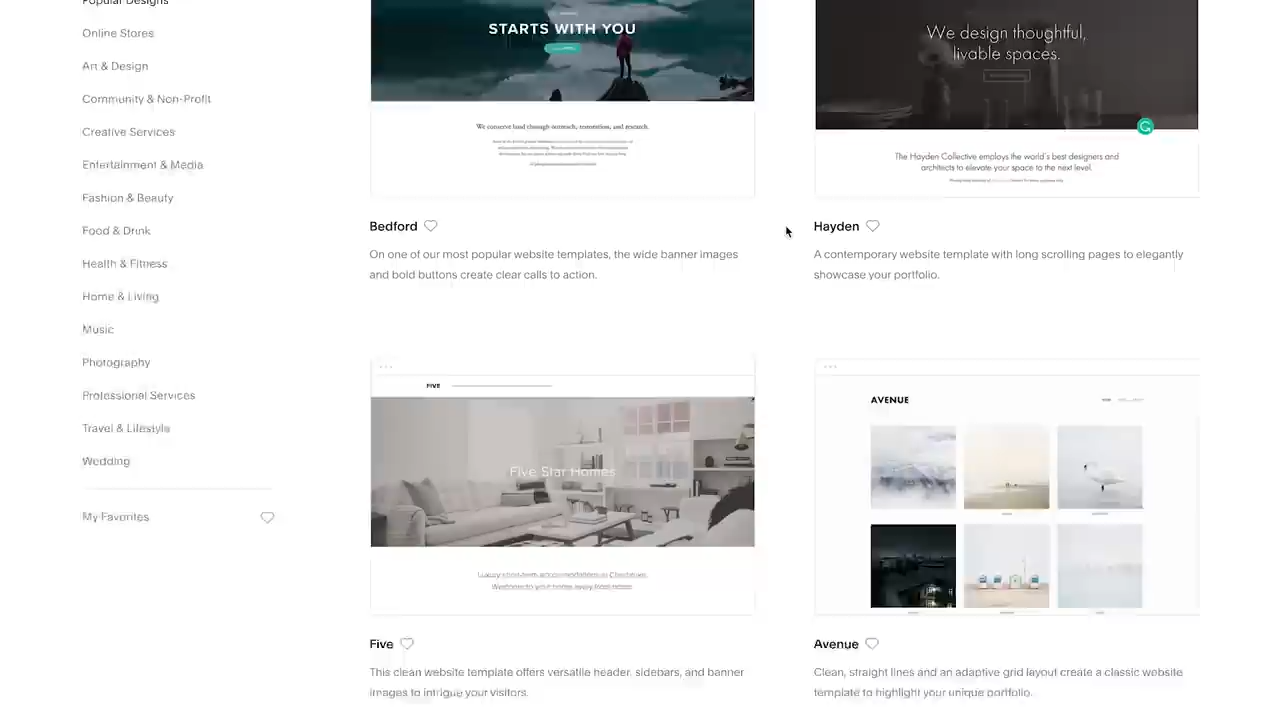 Popular Designs
Online Stores
Art & Design
Community & Non-Profit
Creative Services
Entertainment & Media
Fashion & Beauty
Food & Drink
Health & Fitness
Home & Living
Music
Photography
Professional Services
Travel & Lifestyle
Wedding
My Favorites
STARTS WITH YOU
We conserve land through outreach, restoration, and research.
Bedford
On one of our most popular website templates, the wide banner images
and bold buttons create clear calls to action.
We design thoughtful,
livable spaces.
The Hayden Collective employs the world's best designers and
architects to elevate your space to the next level.
Hayden
A contemporary website template with long scrolling pages to elegantly
showcase your portfolio.
FIVE
Five Star Homes
Welcome to your home away from home.
Five
This clean website template offers versatile header, sidebars, and banner
images to intrigue your visitors.
AVENUE
Avenue
Clean, straight lines and an adaptive grid layout create a classic website
template to highlight your unique portfolio.